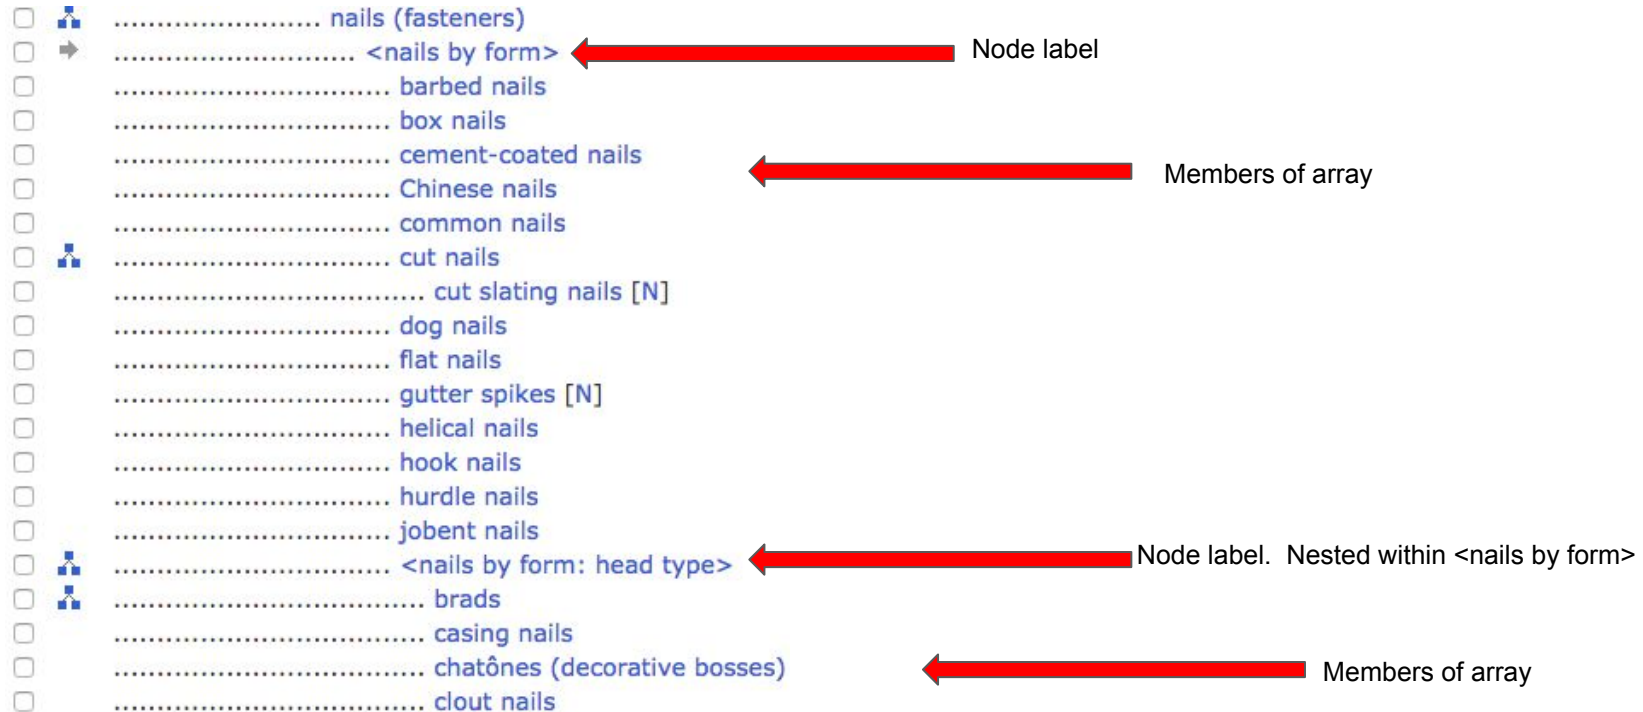 nails (fasteners)
<nails by form> Node label
barbed nails
box nails
cement-coated nails
Members of array
Chinese nails
common nails
cut nails
cut slating nails [N]
dog nails
flat nails
gutter spikes [N]
helical nails
hook nails
hurdle nails
jobent nails
<nails by form: head type> Node label. Nested within <nails by form>
brads
casing nails
chatônes (decorative bosses) Members of array
clout nails